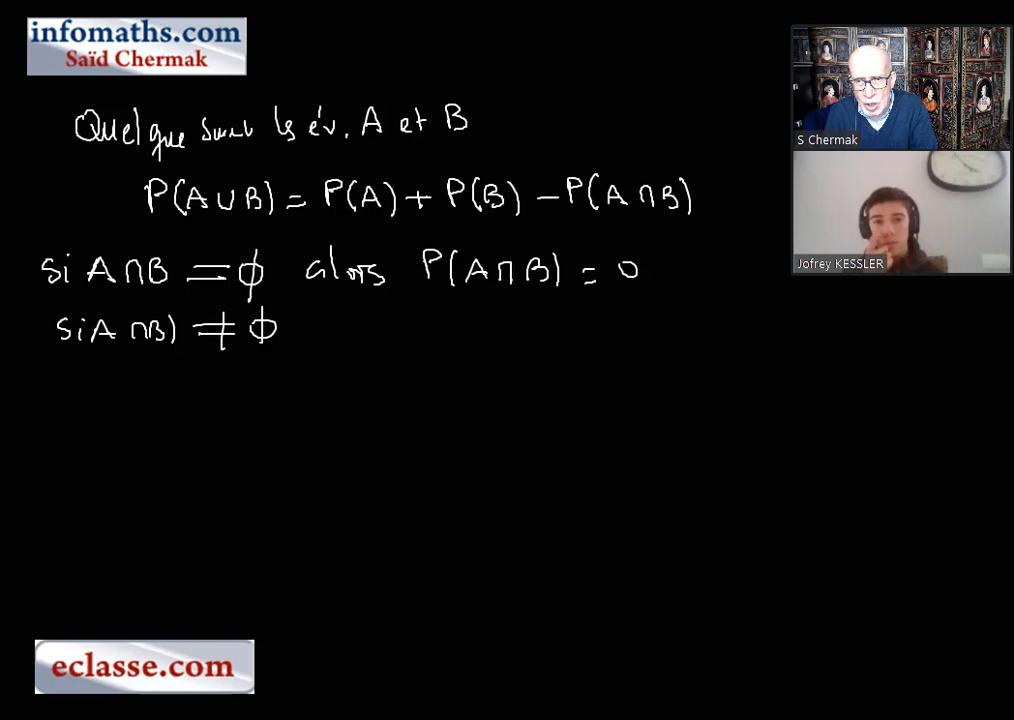 infomaths.com
Saïd Chermak
Quelque soient les év. A et B
P(A∪B) = P(A) + P(B) − P(A∩B)
si A∩B = ϕ alors P(A∩B) = 0
si A∩B) ≠ ϕ
S Chermak
Jofrey KESSLER
eclasse.com